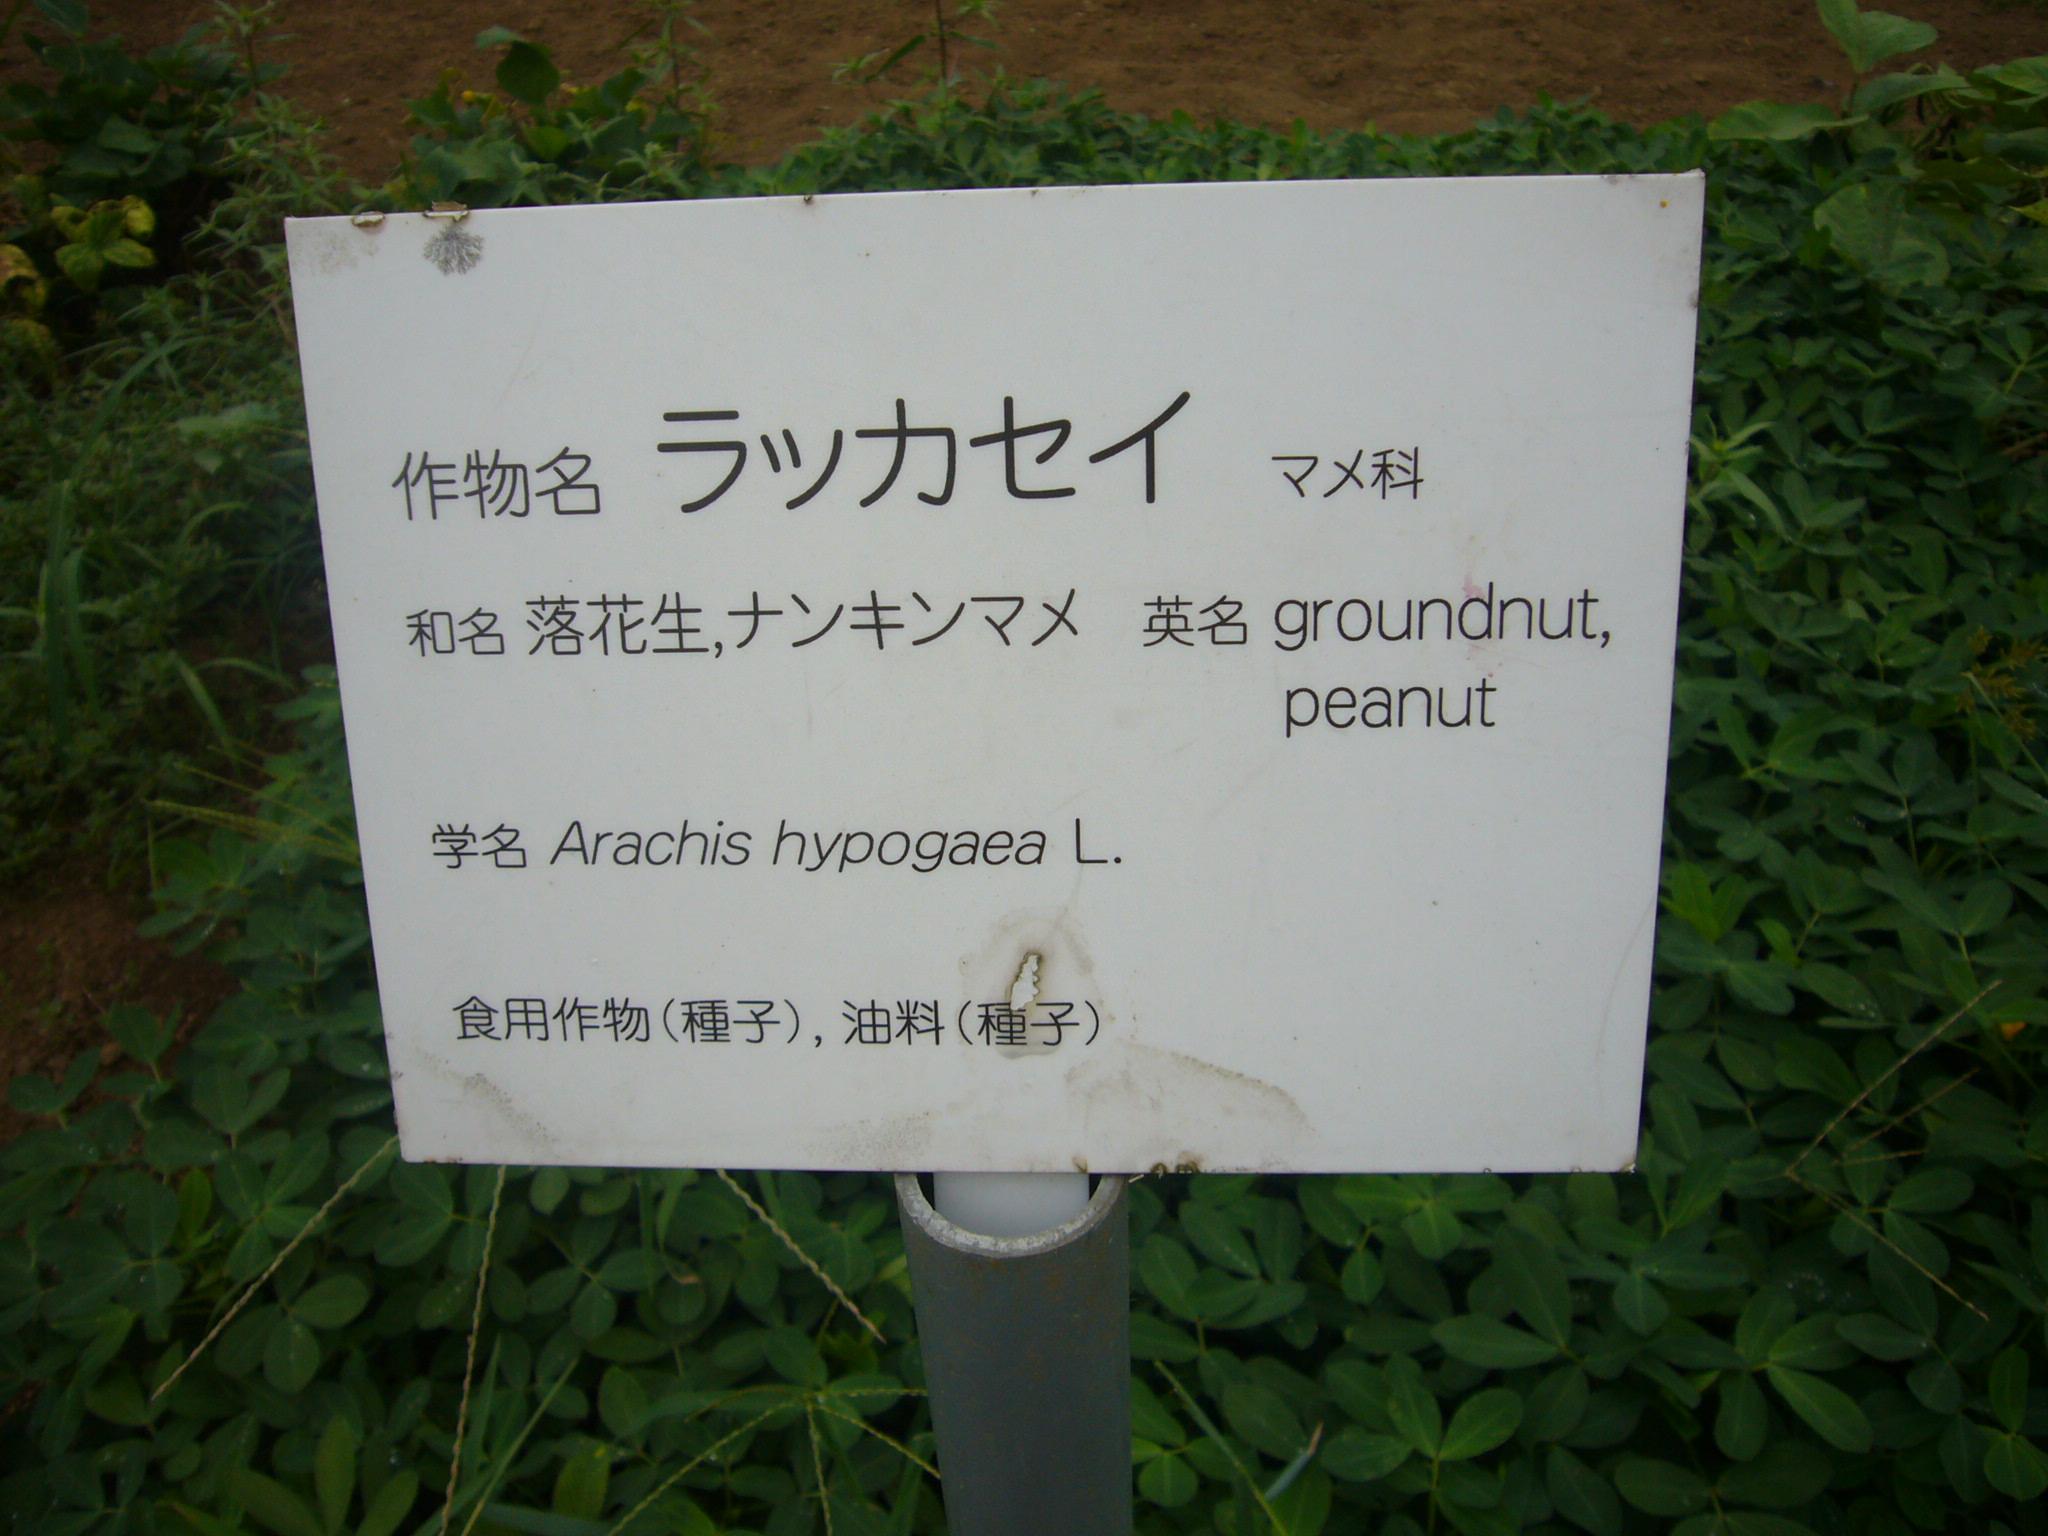 作物名 ラッカセイ マメ科
和名 落花生,ナンキンマメ 英名 groundnut,
peanut
学名 Arachis hypogaea L.
食用作物(種子), 油料(種子)